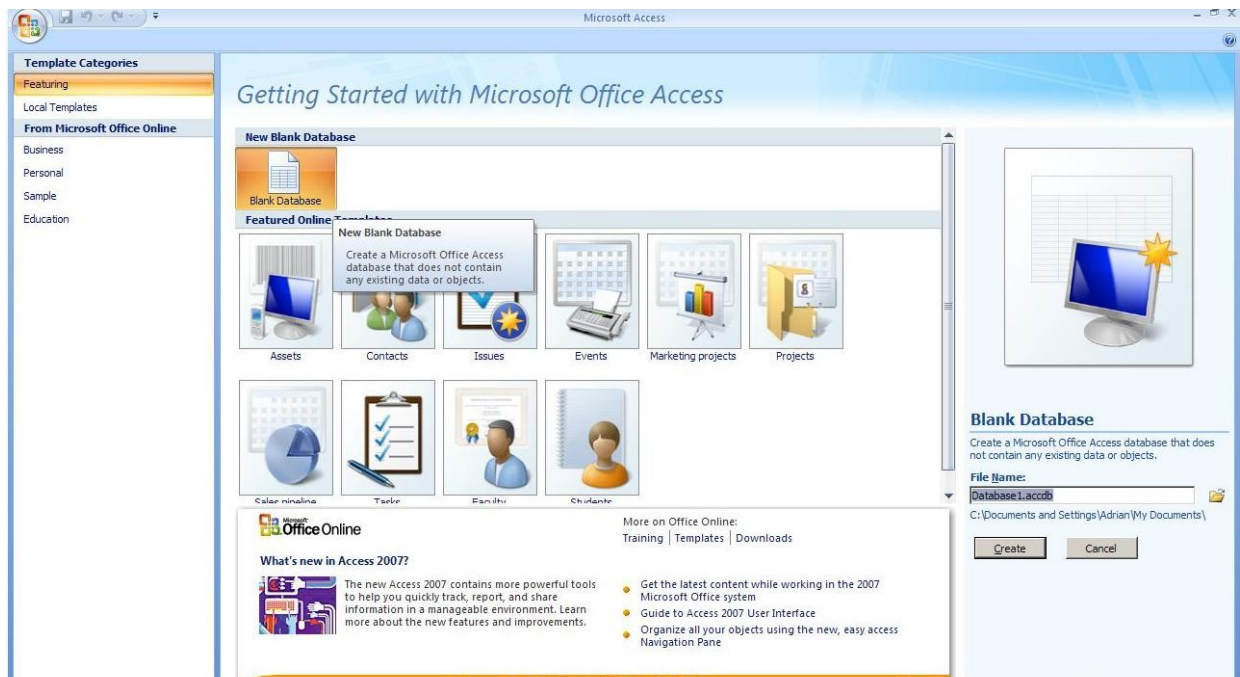 Microsoft Access
Template Categories
Featuring
Local Templates
From Microsoft Office Online
Business
Personal
Sample
Education
Getting Started with Microsoft Office Access
New Blank Database
Blank Database
Featured Online Templates
New Blank Database
Create a Microsoft Office Access
database that does not contain
any existing data or objects.
Assets
Contacts
Issues
Events
Marketing projects
Projects
Sales pipeline
Tasks
Faculty
Students
Microsoft
Office Online
What's new in Access 2007?
The new Access 2007 contains more powerful tools
to help you quickly track, report, and share
information in a manageable environment. Learn
more about the new features and improvements.
More on Office Online:
Training | Templates | Downloads
Get the latest content while working in the 2007
Microsoft Office system
Guide to Access 2007 User Interface
Organize all your objects using the new, easy access
Navigation Pane
Blank Database
Create a Microsoft Office Access database that does
not contain any existing data or objects.
File Name:
Database1.accdb
C:\Documents and Settings\Adrian\My Documents\
Create
Cancel